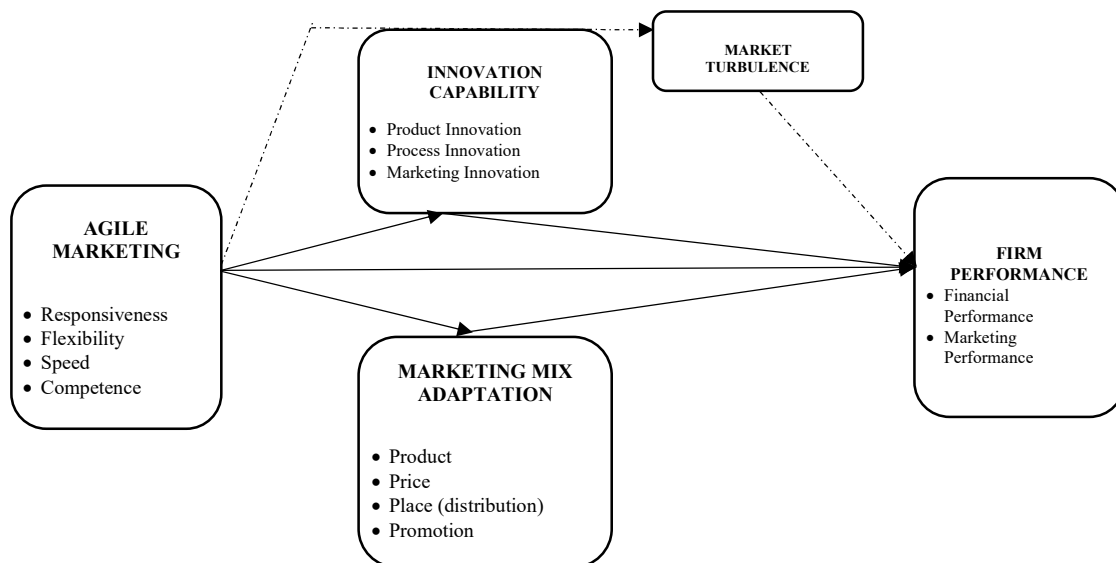 MARKET
TURBULENCE
INNOVATION
CAPABILITY
• Product Innovation
• Process Innovation
• Marketing Innovation
AGILE
MARKETING
• Responsiveness
• Flexibility
• Speed
• Competence
FIRM
PERFORMANCE
• Financial
Performance
• Marketing
Performance
MARKETING MIX
ADAPTATION
• Product
• Price
• Place (distribution)
• Promotion